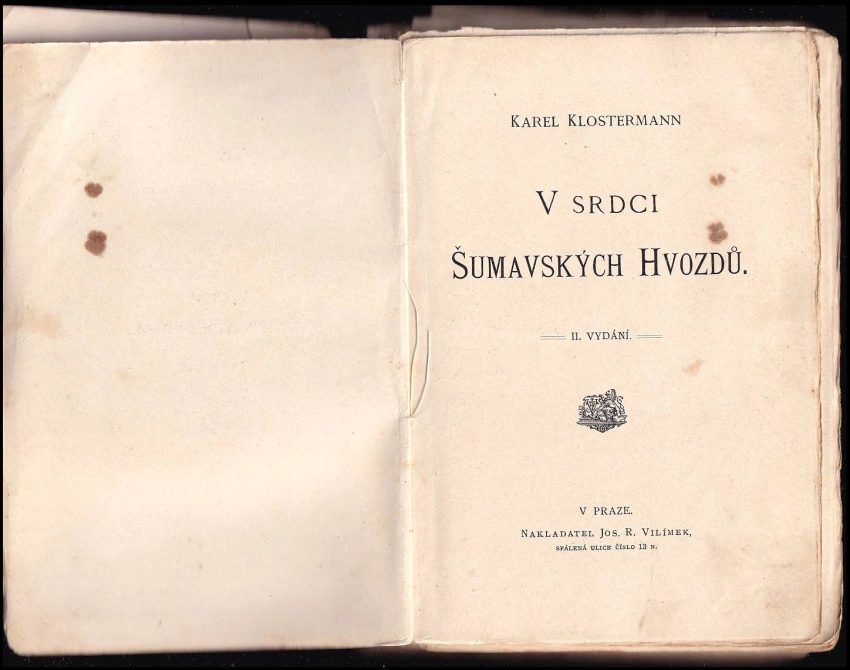 Karel Klostermann
V srdci
Šumavských Hvozdů.
II. vydání.
V Praze.
Nakladatel Jos. R. Vilímek,
spálená ulice číslo 13 n.